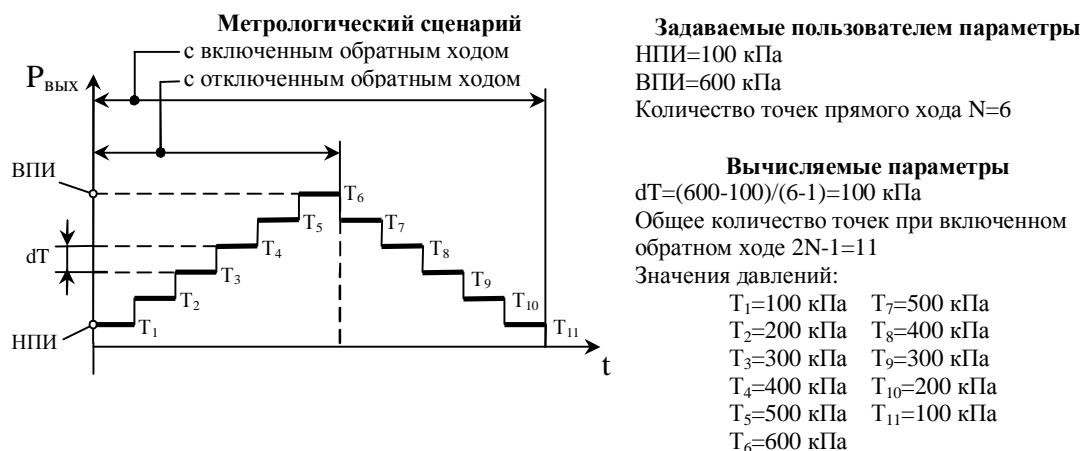 Метрологический сценарий
с включенным обратным ходом
с отключенным обратным ходом
Pвых
ВПИ
dT
НПИ
T1
T2
T3
T4
T5
T6
T7
T8
T9
T10
T11
t
Задаваемые пользователем параметры
НПИ=100 кПа
ВПИ=600 кПа
Количество точек прямого хода N=6
Вычисляемые параметры
dT=(600-100)/(6-1)=100 кПа
Общее количество точек при включенном
обратном ходе 2N-1=11
Значения давлений:
T1=100 кПа T7=500 кПа
T2=200 кПа T8=400 кПа
T3=300 кПа T9=300 кПа
T4=400 кПа T10=200 кПа
T5=500 кПа T11=100 кПа
T6=600 кПа